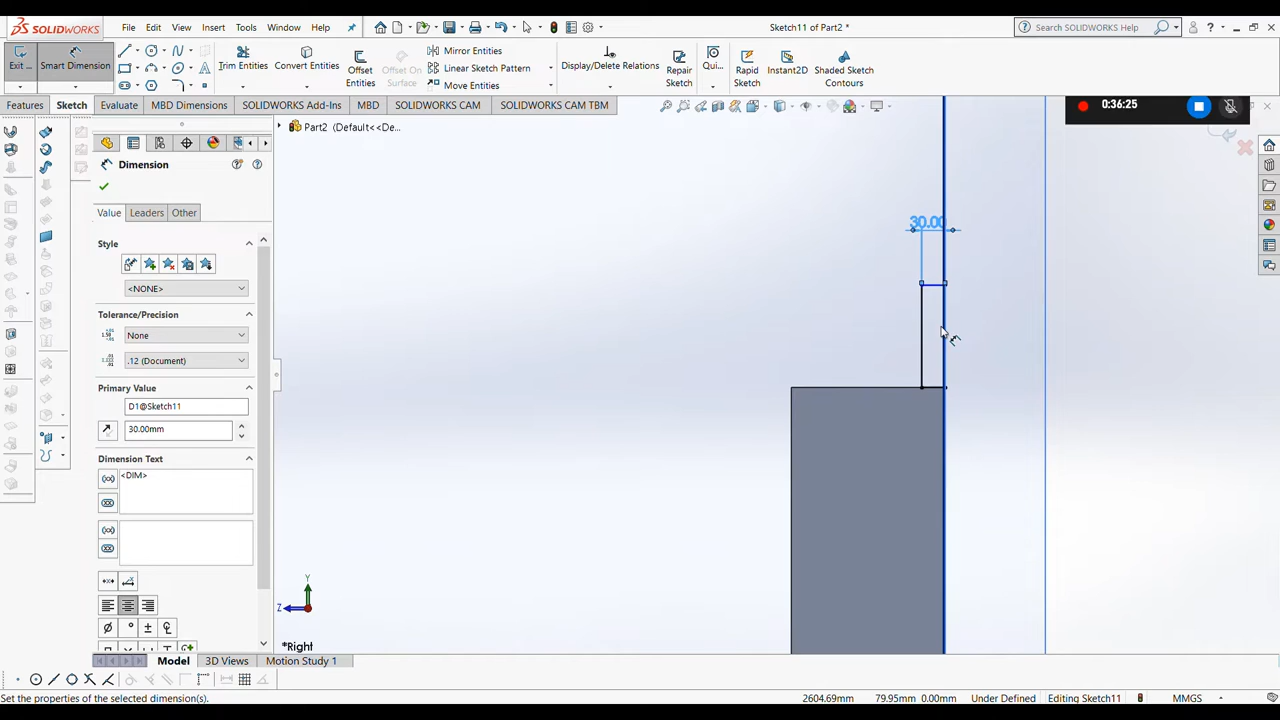 SOLIDWORKS
File
Edit
View
Insert
Tools
Window
Help
Sketch11 of Part2 *
Search SOLIDWORKS Help
Exit ...
Smart Dimension
Trim Entities
Convert Entities
Offset Entities
Offset On Surface
Mirror Entities
Linear Sketch Pattern
Move Entities
Display/Delete Relations
Repair Sketch
Qui...
Rapid Sketch
Instant2D
Shaded Sketch Contours
Features
Sketch
Evaluate
MBD Dimensions
SOLIDWORKS Add-Ins
MBD
SOLIDWORKS CAM
SOLIDWORKS CAM TBM
0:36:25
Part2 (Default<<De...
Dimension
Value
Leaders
Other
Style
<NONE>
Tolerance/Precision
None
.12 (Document)
Primary Value
D1@Sketch11
30.00mm
Dimension Text
<DIM>
30.00
Y
Z
*Right
Model
3D Views
Motion Study 1
Set the properties of the selected dimension(s).
2604.69mm
79.95mm 0.00mm
Under Defined
Editing Sketch11
MMGS